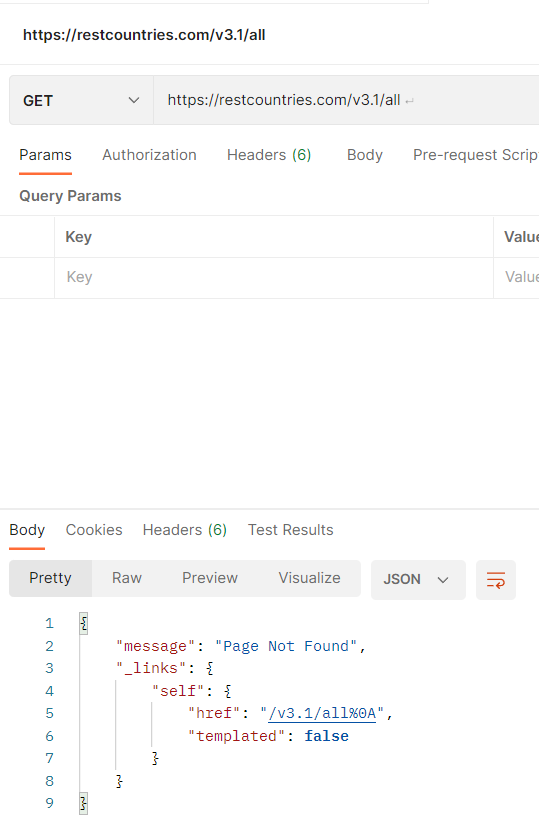 https://restcountries.com/v3.1/all
GET https://restcountries.com/v3.1/all ↵
Params Authorization Headers (6) Body Pre-request Scrip
Query Params
Key Value
Key Value
Body Cookies Headers (6) Test Results
Pretty Raw Preview Visualize JSON
1 {
2 "message": "Page Not Found",
3 "_links": {
4 "self": {
5 "href": "/v3.1/all%0A",
6 "templated": false
7 }
8 }
9 }